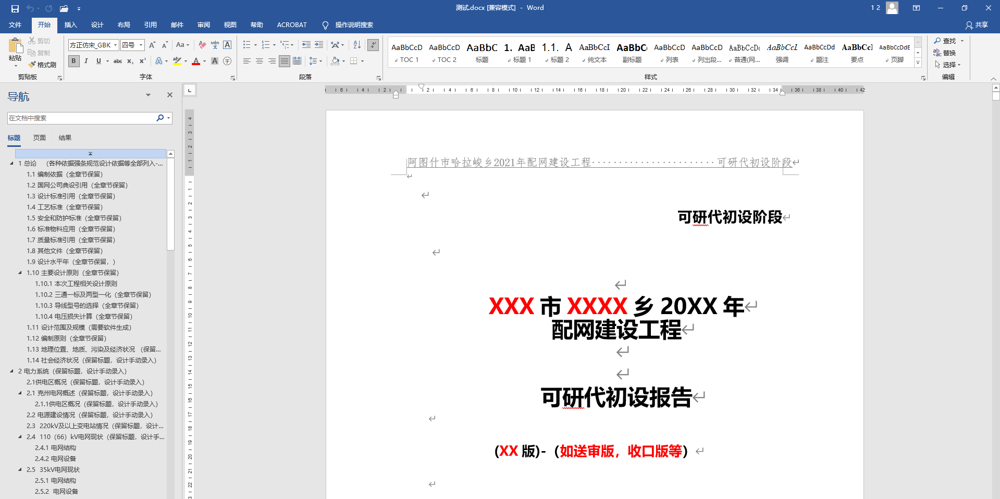 测试.docx [兼容模式] - Word
1 2
文件 开始 插入 设计 布局 引用 邮件 审阅 视图 帮助 ACROBAT 操作说明搜索 共享
粘贴
剪切
复制
格式刷
剪贴板
方正仿宋_GBK 四号
字体
段落
AaBbCcD AaBbCcD AaBbC 1. AaB 1.1. A AaBbCcI AaBbC AaBbCcD AaBbCcD AaBbCcDc AaBbCcL AaBbCcDd AaBbCcI AaBbCcDdE
TOC 1 TOC 2 标题 标题 1 标题 2 纯文本 副标题 列表 列出段... 普通(网... 强调 题注 要点 页脚
样式
查找
替换
选择
编辑
导航
在文档中搜索
标题 页面 结果
1 总论 （各种依据强条规范设计依据等全部列入-...
1.1 编制依据（全章节保留）
1.2 国网公司典设引用（全章节保留）
1.3 设计标准引用（全章节保留）
1.4 工艺标准（全章节保留）
1.5 安全和防护标准（全章节保留）
1.6 标准物料应用（全章节保留）
1.7 质量标准引用（全章节保留）
1.8 其他文件（全章节保留）
1.9 设计水平年（全章节保留，）
1.10 主要设计原则（全章节保留）
1.10.1 本次工程相关设计原则
1.10.2 三通一标及两型一化（全章节保留）
1.10.3 导线型号的选择（全章节保留）
1.10.4 电压损失计算（全章节保留）
1.11 设计范围及规模（需要软件生成）
1.12 编制原则（全章节保留）
1.13 地理位置、地质、污染及经济状况 （保留...
1.14 社会经济状况（保留标题，设计手动录入）
2 电力系统（保留标题，设计手动录入）
2.1供电区概况（保留标题，设计手动录入）
2.1 克州电网概述（保留标题，设计手动录入）
2.1.1供电区概况（保留标题，设计手动录入）
2.2 电源建设情况（保留标题，设计手动录入）
2.3 220kV及以上变电站情况（保留标题，设计...
2.4 110（66）kV电网现状（保留标题，设计手...
2.4.1 电网结构
2.4.2 电网设备
2.5 35kV电网现状
2.5.1 电网结构
2.5.2 电网设备
6 4 2 2 4 6 8 10 12 14 16 18 20 22 24 26 28 30 32 34 36 38 40 42
阿图什市哈拉峻乡2021年配网建设工程······················可研代初设阶段
可研代初设阶段
XXX 市 XXXX 乡 20XX 年
配网建设工程
可研代初设报告
(XX 版)-（如送审版，收口版等）